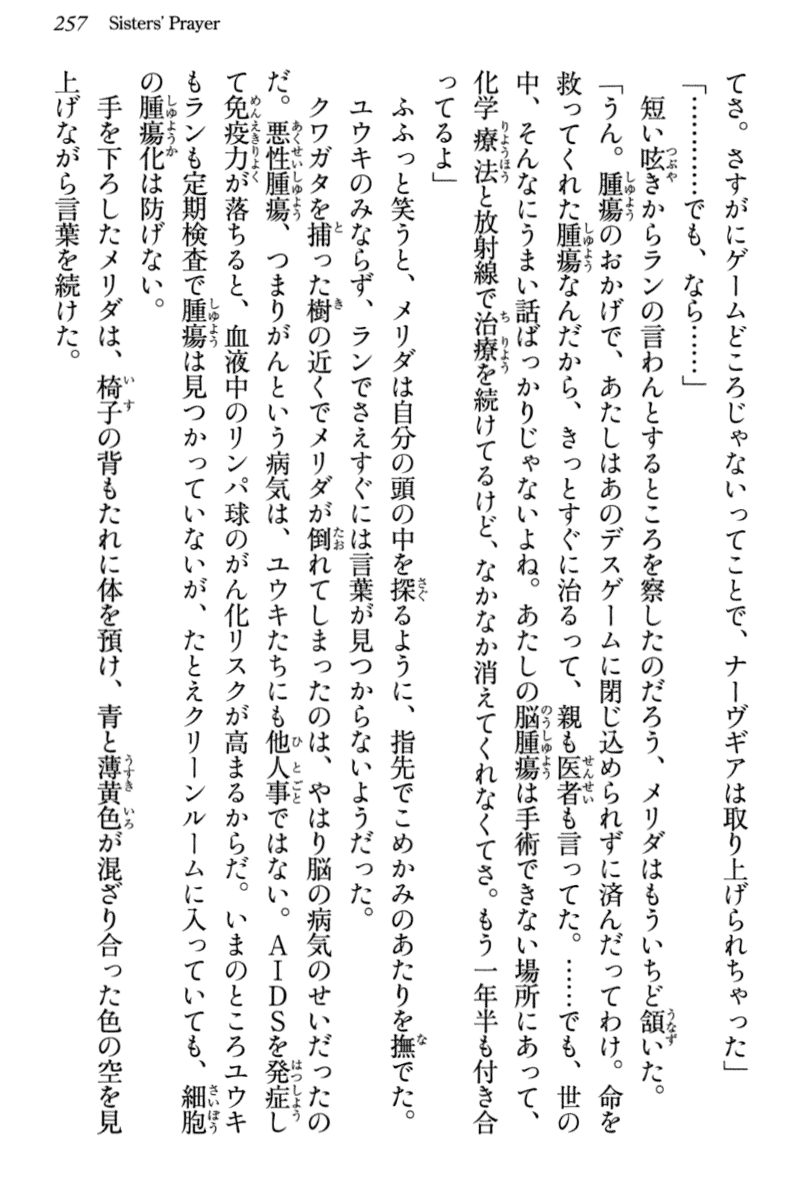 257 Sisters' Prayer
てさ。さすがにゲームどころじゃないってことで、ナーヴギアは取り上げられちゃった」
「…………でも、なら……」
短い呟きからランの言わんとするところを察したのだろう、メリダはもういちど頷いた。
「うん。腫瘍のおかげで、あたしはあのデスゲームに閉じ込められずに済んだってわけ。命を
救ってくれた腫瘍なんだから、きっとすぐに治るって、親も医者も言ってた。……でも、世の
中、そんなにうまい話ばっかりじゃないよね。あたしの脳腫瘍は手術できない場所にあって、
化学療法と放射線で治療を続けてるけど、なかなか消えてくれなくてさ。もう一年半も付き合
ってるよ」
ふふっと笑うと、メリダは自分の頭の中を探るように、指先でこめかみのあたりを撫でた。
ユウキのみならず、ランでさえすぐには言葉が見つからないようだった。
クワガタを捕った樹の近くでメリダが倒れてしまったのは、やはり脳の病気のせいだったの
だ。悪性腫瘍、つまりがんという病気は、ユウキたちにも他人事ではない。AIDSを発症し
て免疫力が落ちると、血液中のリンパ球のがん化リスクが高まるからだ。いまのところユウキ
もランも定期検査で腫瘍は見つかっていないが、たとえクリーンルームに入っていても、細胞
の腫瘍化は防げない。
手を下ろしたメリダは、椅子の背もたれに体を預け、青と薄黄色が混ざり合った色の空を見
上げながら言葉を続けた。